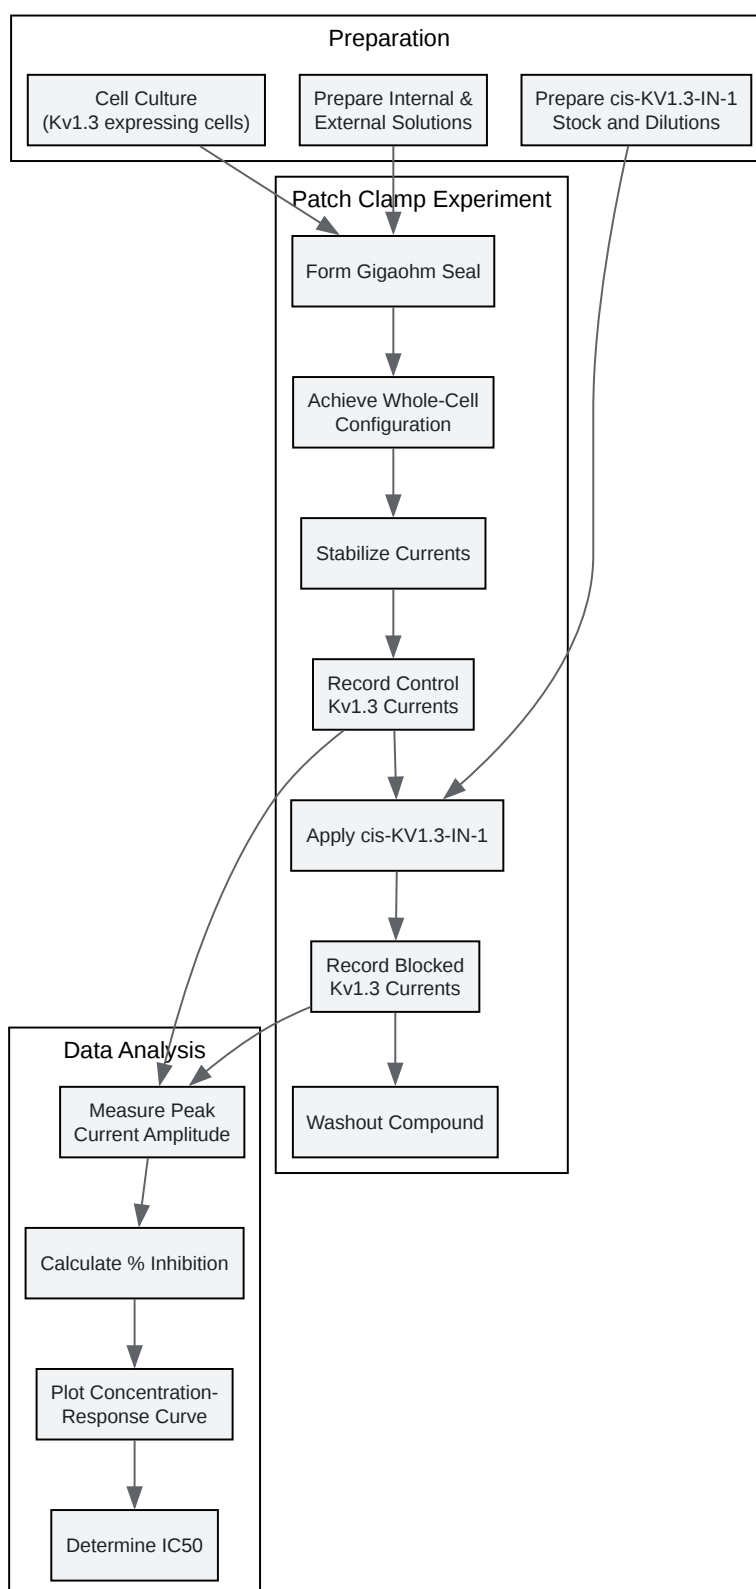 Preparation
Cell Culture
(Kv1.3 expressing cells)
Prepare Internal &
External Solutions
Prepare cis-KV1.3-IN-1
Stock and Dilutions
Patch Clamp Experiment
Form Gigaohm Seal
Achieve Whole-Cell
Configuration
Stabilize Currents
Record Control
Kv1.3 Currents
Apply cis-KV1.3-IN-1
Record Blocked
Kv1.3 Currents
Washout Compound
Data Analysis
Measure Peak
Current Amplitude
Calculate % Inhibition
Plot Concentration-
Response Curve
Determine IC50